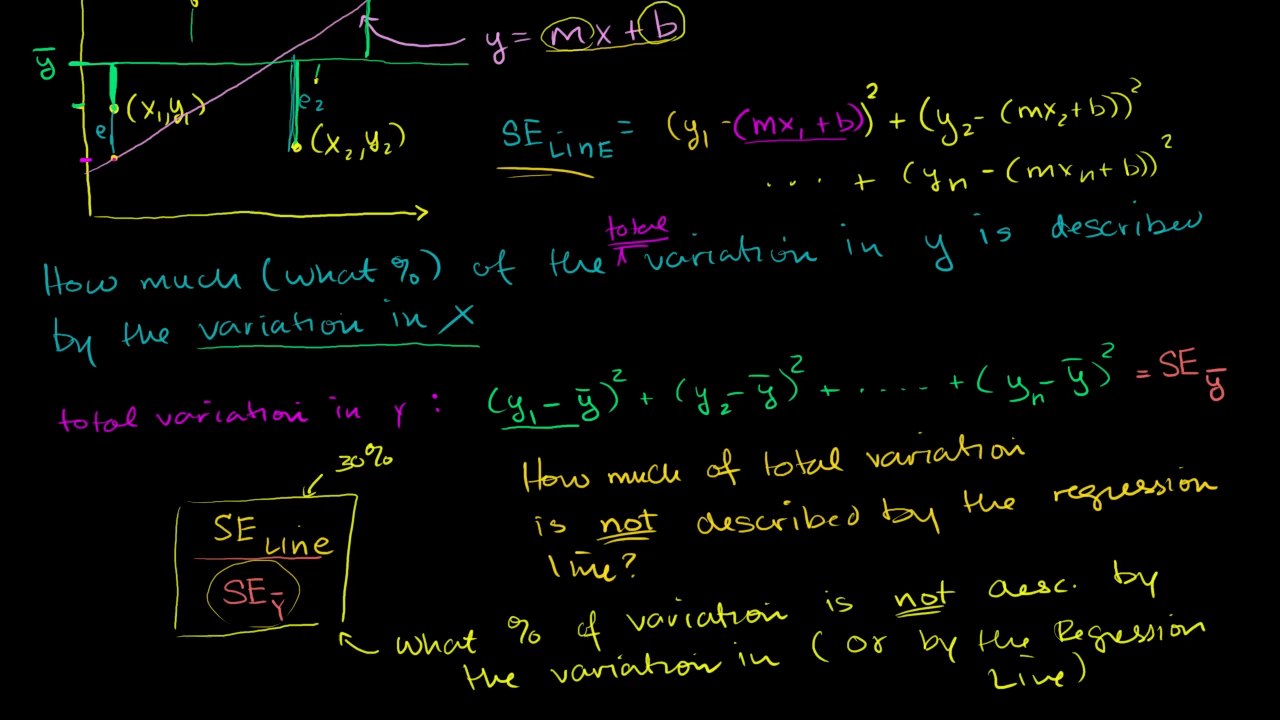 y = mx + b
ȳ
(x₁, y₁)
e₂
e
(x₂, y₂)
SE_LINE = (y₁ - (mx₁ + b))² + (y₂ - (mx₂ + b))²
.... + (yₙ - (mxₙ + b))²
total
How much (what %) of the ∧ variation in y is described
by the variation in x
total variation in Y : (y₁ - ȳ)² + (y₂ - ȳ)² + ..... + (yₙ - ȳ)² = SE_ȳ
30%
How much of total variation
is not described by the regression
line?
SE_LINE
SE_Ȳ
what % of variation is not desc. by
the variation in (or by the Regression
Line)